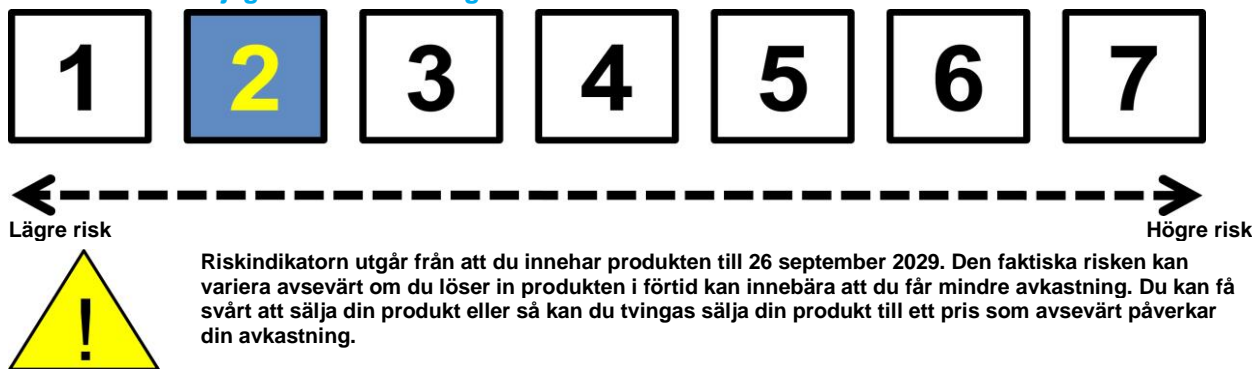 1 2 3 4 5 6 7
Lägre risk Högre risk
Riskindikatorn utgår från att du innehar produkten till 26 september 2029. Den faktiska risken kan
variera avsevärt om du löser in produkten i förtid kan innebära att du får mindre avkastning. Du kan få
svårt att sälja din produkt eller så kan du tvingas sälja din produkt till ett pris som avsevärt påverkar
din avkastning.
!